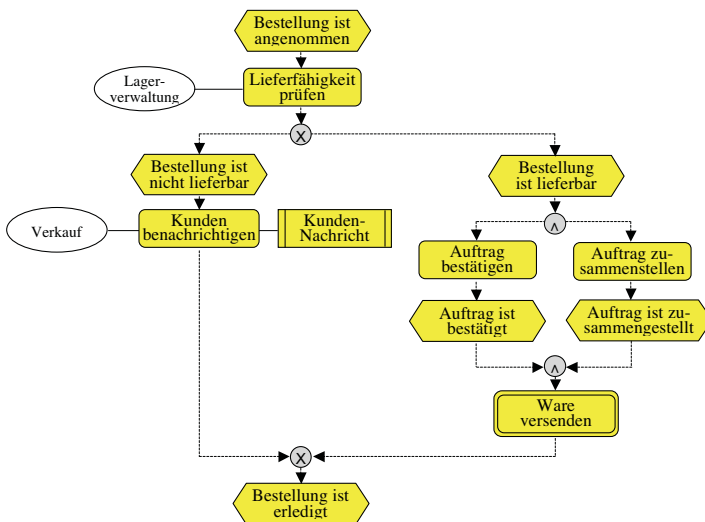 Bestellung ist
angenommen
Lager-
verwaltung
Lieferfähigkeit
prüfen
X
Bestellung ist
nicht lieferbar
Bestellung
ist lieferbar
Verkauf
Kunden
benachrichtigen
Kunden-
Nachricht
^
Auftrag
bestätigen
Auftrag zu-
sammenstellen
Auftrag ist
bestätigt
Auftrag ist zu-
sammengestellt
^
Ware
versenden
X
Bestellung ist
erledigt